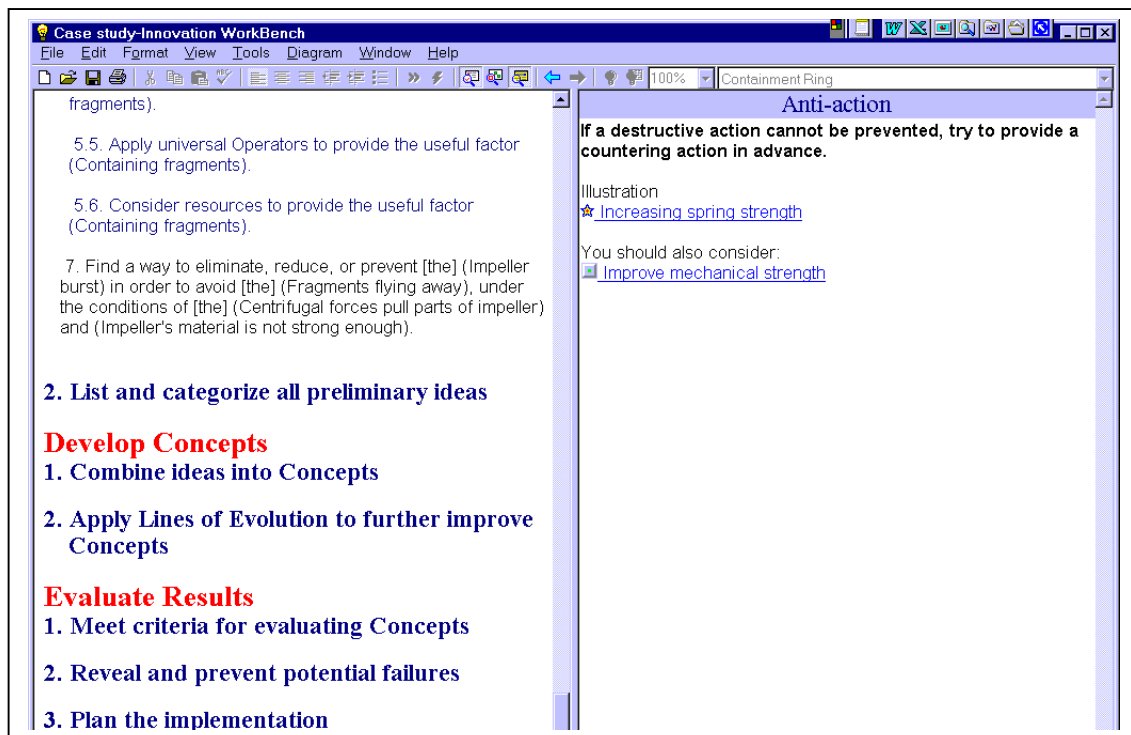 Case study-Innovation WorkBench
File Edit Format View Tools Diagram Window Help
100% Containment Ring
fragments).
5.5. Apply universal Operators to provide the useful factor
(Containing fragments).
5.6. Consider resources to provide the useful factor
(Containing fragments).
7. Find a way to eliminate, reduce, or prevent [the] (Impeller
burst) in order to avoid [the] (Fragments flying away), under
the conditions of [the] (Centrifugal forces pull parts of impeller)
and (Impeller's material is not strong enough).
2. List and categorize all preliminary ideas
Develop Concepts
1. Combine ideas into Concepts
2. Apply Lines of Evolution to further improve
Concepts
Evaluate Results
1. Meet criteria for evaluating Concepts
2. Reveal and prevent potential failures
3. Plan the implementation
Anti-action
If a destructive action cannot be prevented, try to provide a
countering action in advance.
Illustration
Increasing spring strength
You should also consider:
Improve mechanical strength